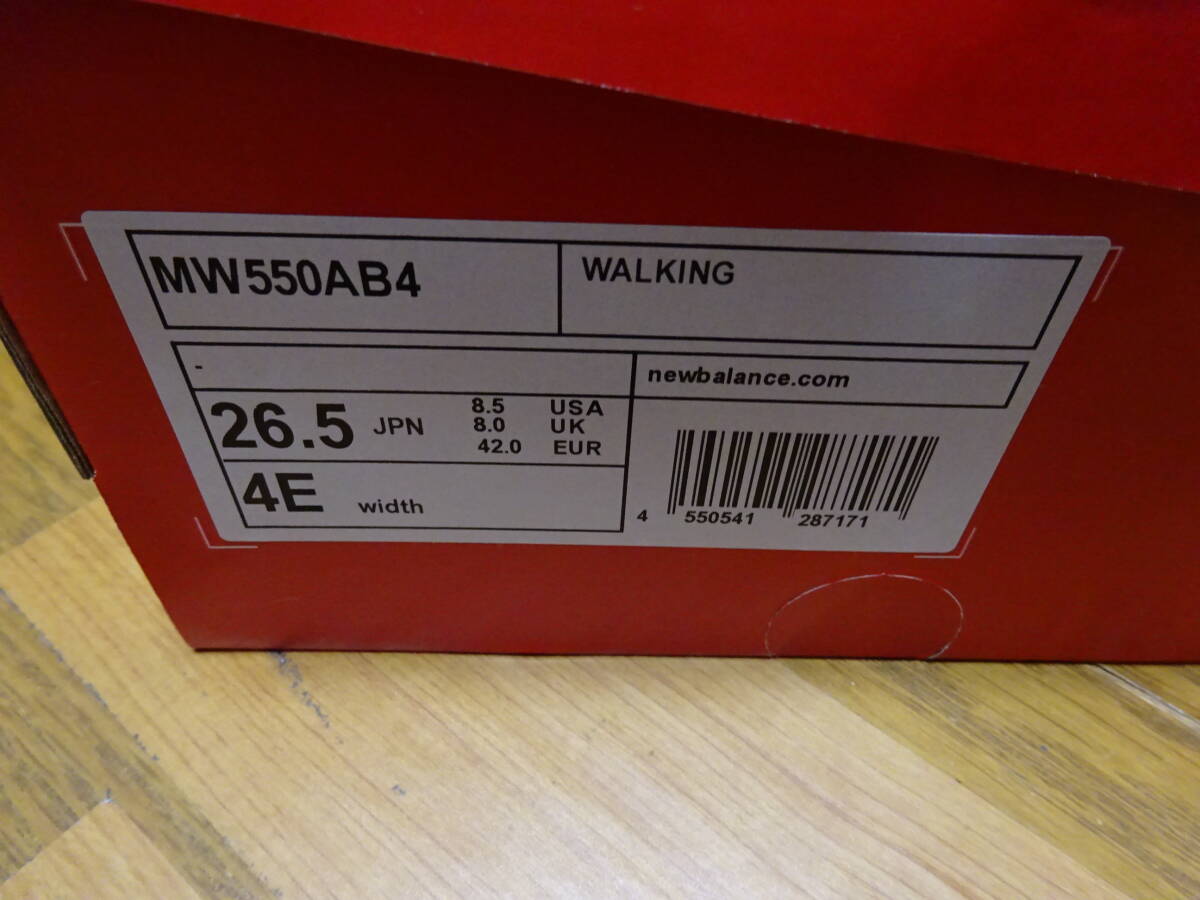 MW550AB4
WALKING
-
newbalance.com
26.5 JPN
8.5 USA
8.0 UK
42.0 EUR
4E width
4 550541 287171